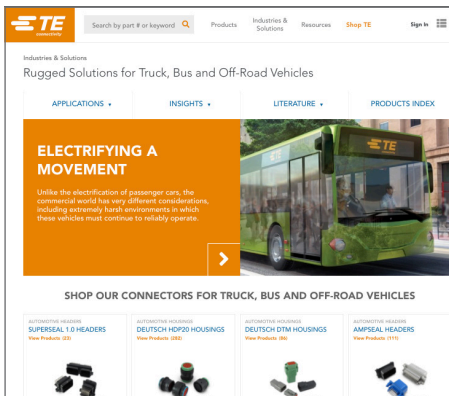 TE
connectivity
Search by part # or keyword
Products
Industries &
Solutions
Resources
Shop TE
Sign In
Industries & Solutions
Rugged Solutions for Truck, Bus and Off-Road Vehicles
APPLICATIONS
INSIGHTS
LITERATURE
PRODUCTS INDEX
ELECTRIFYING A
MOVEMENT
Unlike the electrification of passenger cars, the
commercial world has very different considerations,
including extremely harsh environments in which
these vehicles must continue to reliably operate.
TE
SHOP OUR CONNECTORS FOR TRUCK, BUS AND OFF-ROAD VEHICLES
AUTOMOTIVE HEADERS
SUPERSEAL 1.0 HEADERS
View Products (23)
AUTOMOTIVE HOUSINGS
DEUTSCH HDP20 HOUSINGS
View Products (282)
AUTOMOTIVE HOUSINGS
DEUTSCH DTM HOUSINGS
View Products (86)
AUTOMOTIVE HEADERS
AMPSEAL HEADERS
View Products (111)